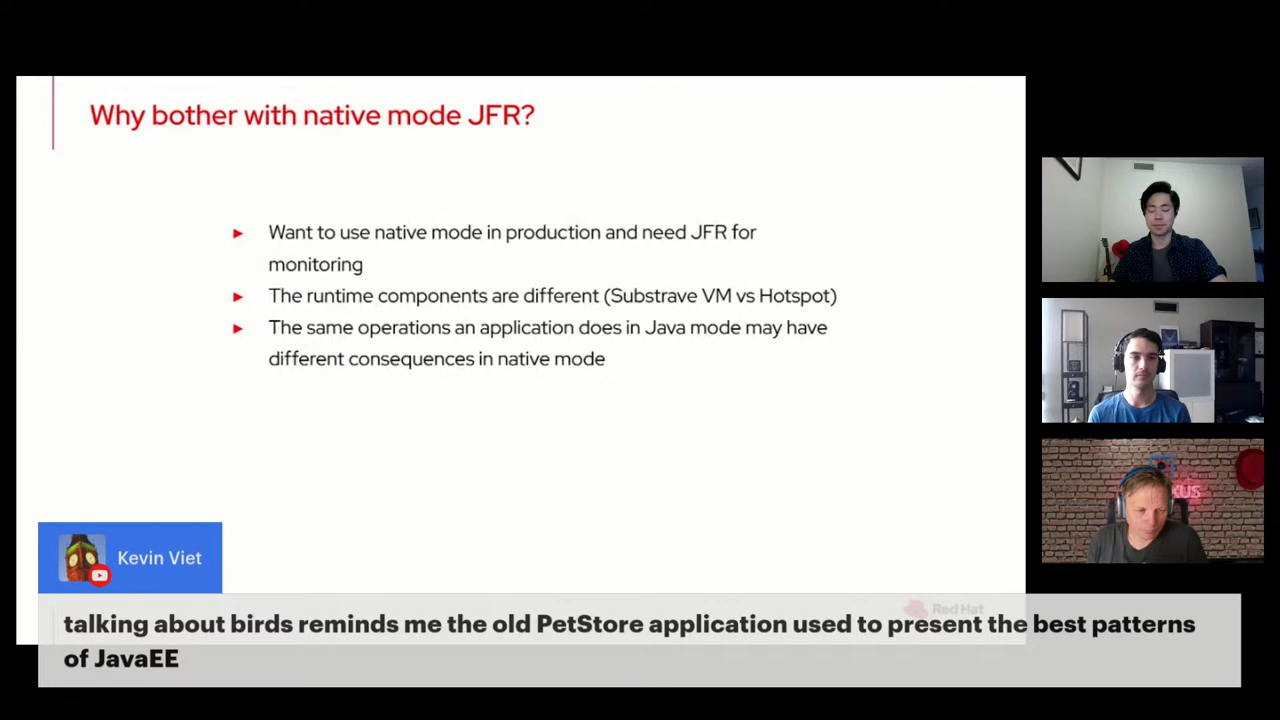 Why bother with native mode JFR?
Want to use native mode in production and need JFR for
monitoring
The runtime components are different (Substrave VM vs Hotspot)
The same operations an application does in Java mode may have
different consequences in native mode
Kevin Viet
Red Hat
talking about birds reminds me the old PetStore application used to present the best patterns
of JavaEE
KUS